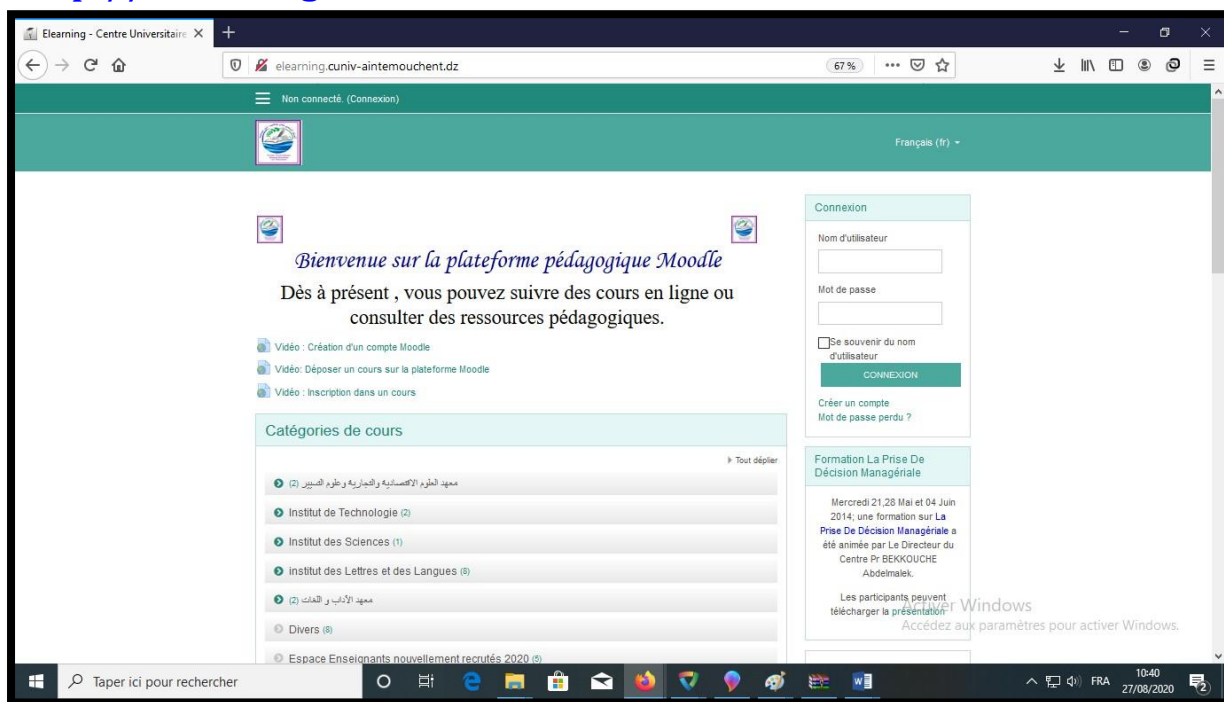 Elearning - Centre Universitaire
elearning.cuniv-aintemouchent.dz
67 %
Non connecté. (Connexion)
Français (fr)
Bienvenue sur la plateforme pédagogique Moodle
Dès à présent , vous pouvez suivre des cours en ligne ou
consulter des ressources pédagogiques.
Vidéo : Création d'un compte Moodle
Vidéo: Déposer un cours sur la plateforme Moodle
Vidéo : Inscription dans un cours
Catégories de cours
Tout déplier
معهد العلوم الاقتصادية والتجارية وعلوم التسيير (2)
Institut de Technologie (2)
Institut des Sciences (1)
institut des Lettres et des Langues (8)
معهد الآداب و اللغات (2)
Divers (8)
Espace Enseignants nouvellement recrutés 2020 (5)
Connexion
Nom d'utilisateur
Mot de passe
Se souvenir du nom
d'utilisateur
CONNEXION
Créer un compte
Mot de passe perdu ?
Formation La Prise De
Décision Managériale
Mercredi 21,28 Mai et 04 Juin
2014; une formation sur La
Prise De Décision Managériale a
été animée par Le Directeur du
Centre Pr BEKKOUCHE
Abdelmalek.
Les participants peuvent
télécharger la présentation
Activer Windows
Accédez aux paramètres pour activer Windows.
Taper ici pour rechercher
FRA
10:40
27/08/2020
2